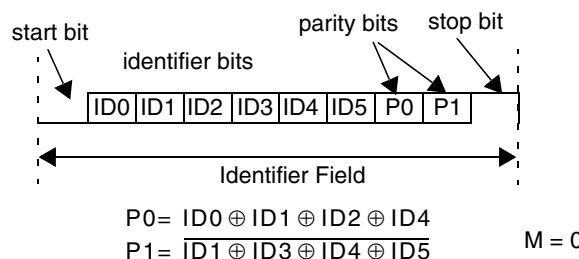 start bit
identifier bits
parity bits
stop bit
ID0 ID1 ID2 ID3 ID4 ID5 P0 P1
Identifier Field
P0= ID0 ⊕ ID1 ⊕ ID2 ⊕ ID4
P1= ID1 ⊕ ID3 ⊕ ID4 ⊕ ID5
M = 0